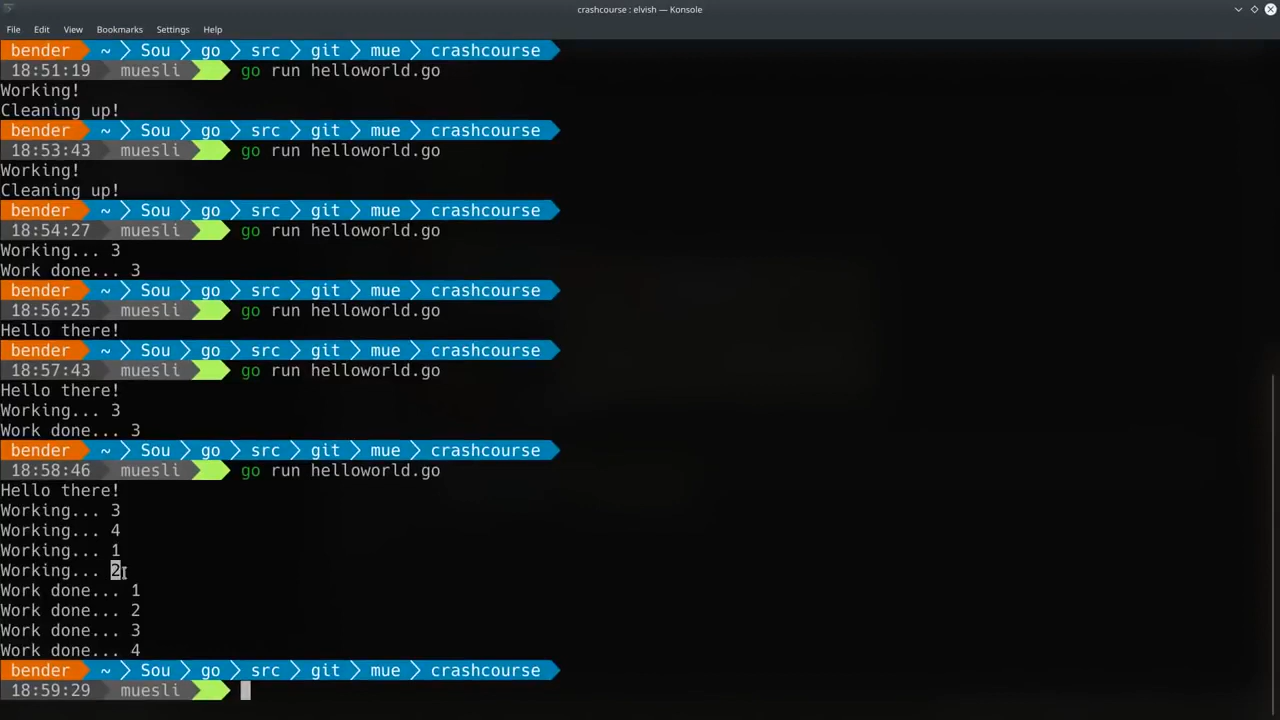 crashcourse : elvish — Konsole
File Edit View Bookmarks Settings Help
bender ~ Sou go src git mue crashcourse
18:51:19 muesli go run helloworld.go
Working!
Cleaning up!
bender ~ Sou go src git mue crashcourse
18:53:43 muesli go run helloworld.go
Working!
Cleaning up!
bender ~ Sou go src git mue crashcourse
18:54:27 muesli go run helloworld.go
Working... 3
Work done... 3
bender ~ Sou go src git mue crashcourse
18:56:25 muesli go run helloworld.go
Hello there!
bender ~ Sou go src git mue crashcourse
18:57:43 muesli go run helloworld.go
Hello there!
Working... 3
Work done... 3
bender ~ Sou go src git mue crashcourse
18:58:46 muesli go run helloworld.go
Hello there!
Working... 3
Working... 4
Working... 1
Working... 2
Work done... 1
Work done... 2
Work done... 3
Work done... 4
bender ~ Sou go src git mue crashcourse
18:59:29 muesli